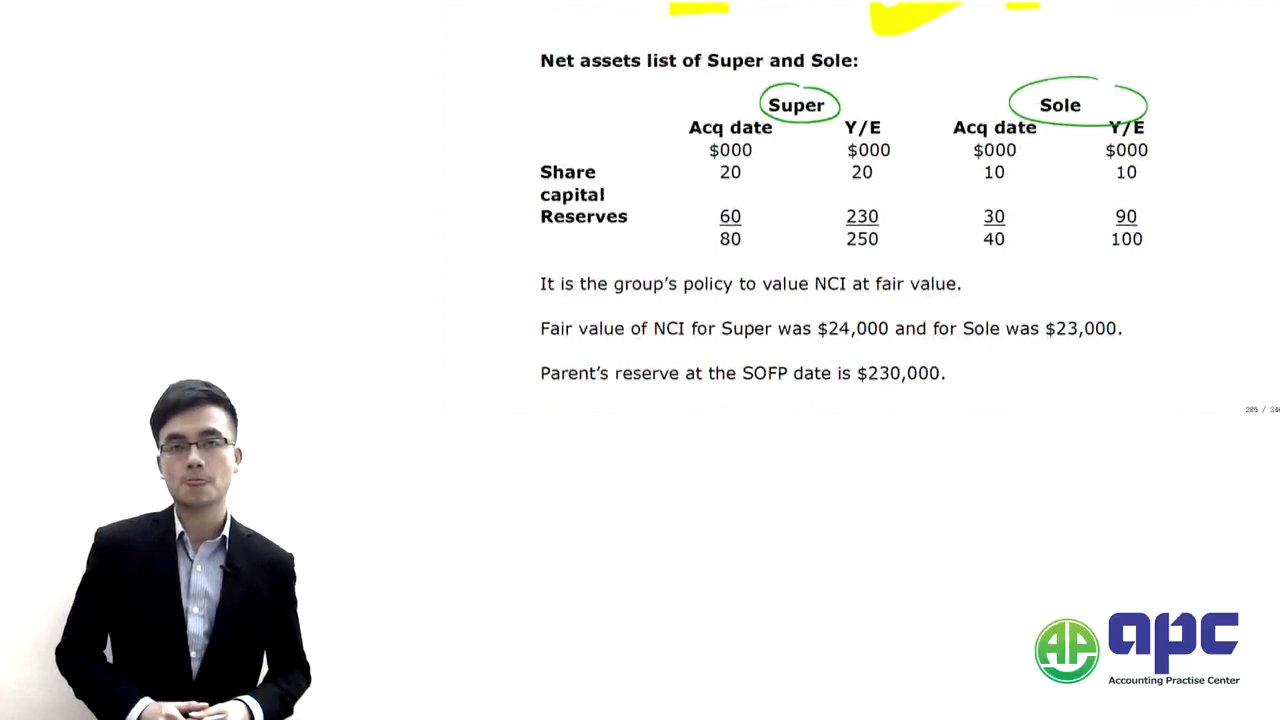 Net assets list of Super and Sole:
Super Sole
Acq date Y/E Acq date Y/E
$000 $000 $000 $000
Share 20 20 10 10
capital
Reserves 60 230 30 90
80 250 40 100
It is the group’s policy to value NCI at fair value.
Fair value of NCI for Super was $24,000 and for Sole was $23,000.
Parent’s reserve at the SOFP date is $230,000.
AP apc
Accounting Practise Center